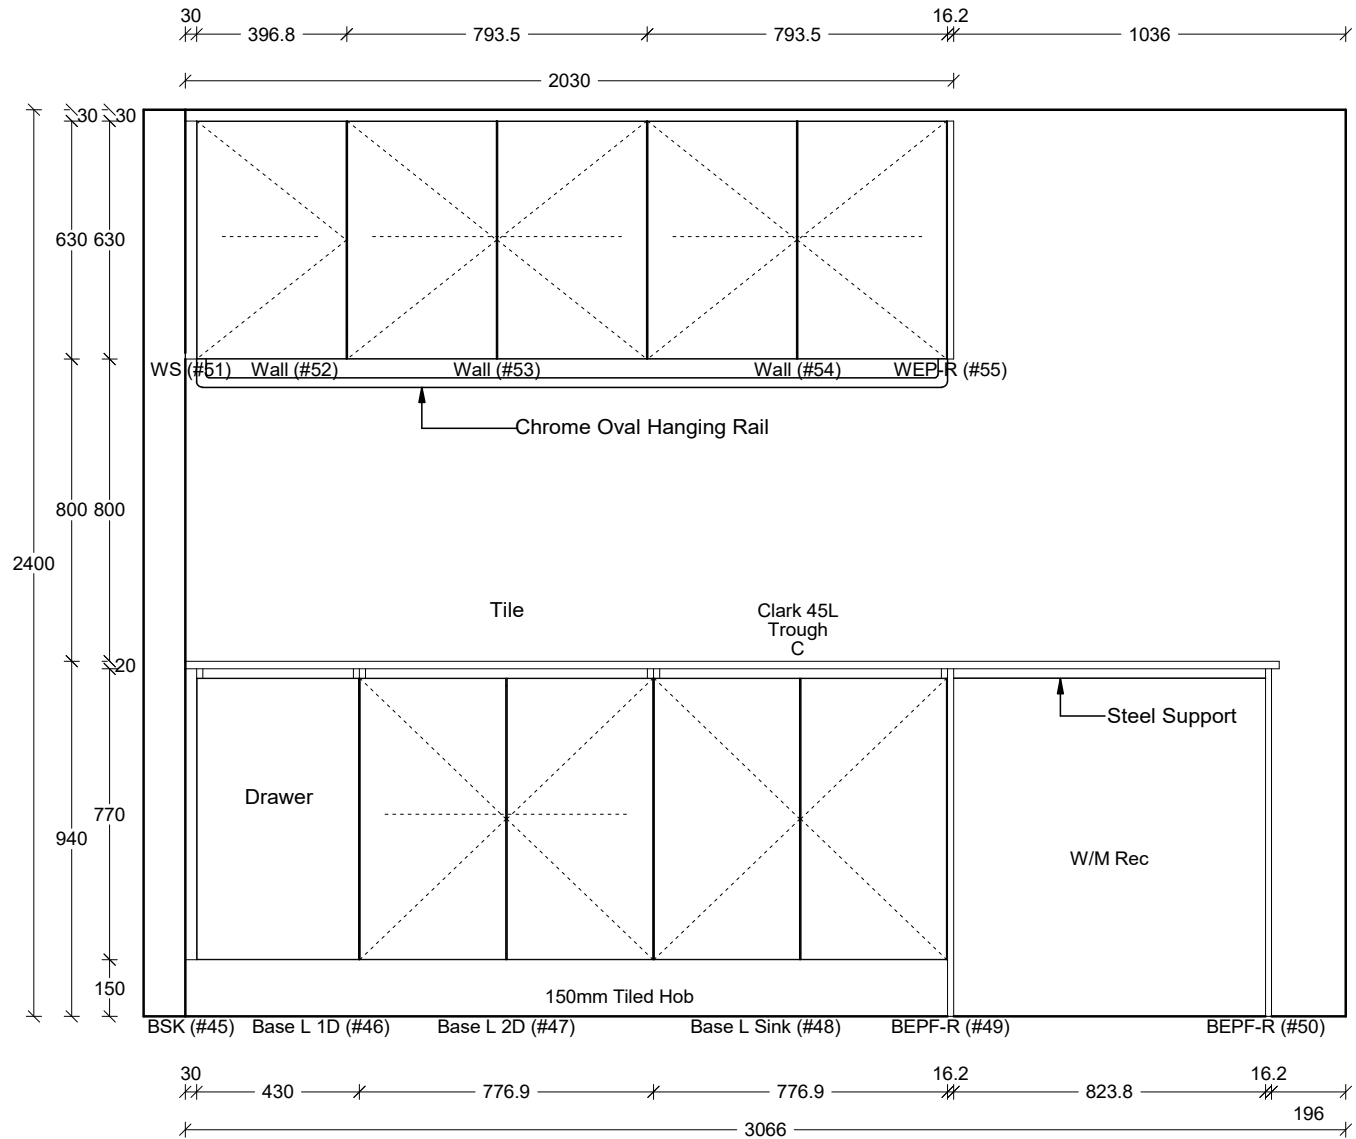 30
16.2
396.8
793.5
793.5
1036
2030
30
30
630
630
WS (#51)
Wall (#52)
Wall (#53)
Wall (#54)
WEP-R (#55)
Chrome Oval Hanging Rail
800
800
2400
Tile
Clark 45L
Trough
C
20
Steel Support
Drawer
770
940
W/M Rec
150
150mm Tiled Hob
BSK (#45)
Base L 1D (#46)
Base L 2D (#47)
Base L Sink (#48)
BEPF-R (#49)
BEPF-R (#50)
30
16.2
16.2
430
776.9
776.9
823.8
196
3066